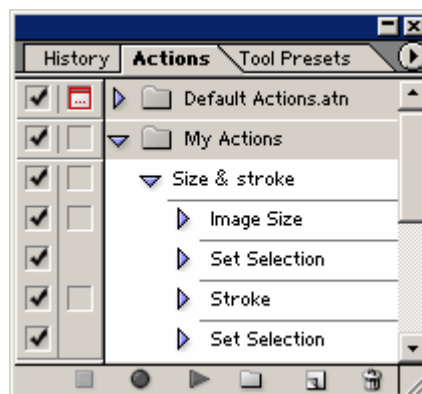 History Actions Tool Presets
Default Actions.atn
My Actions
Size & stroke
Image Size
Set Selection
Stroke
Set Selection